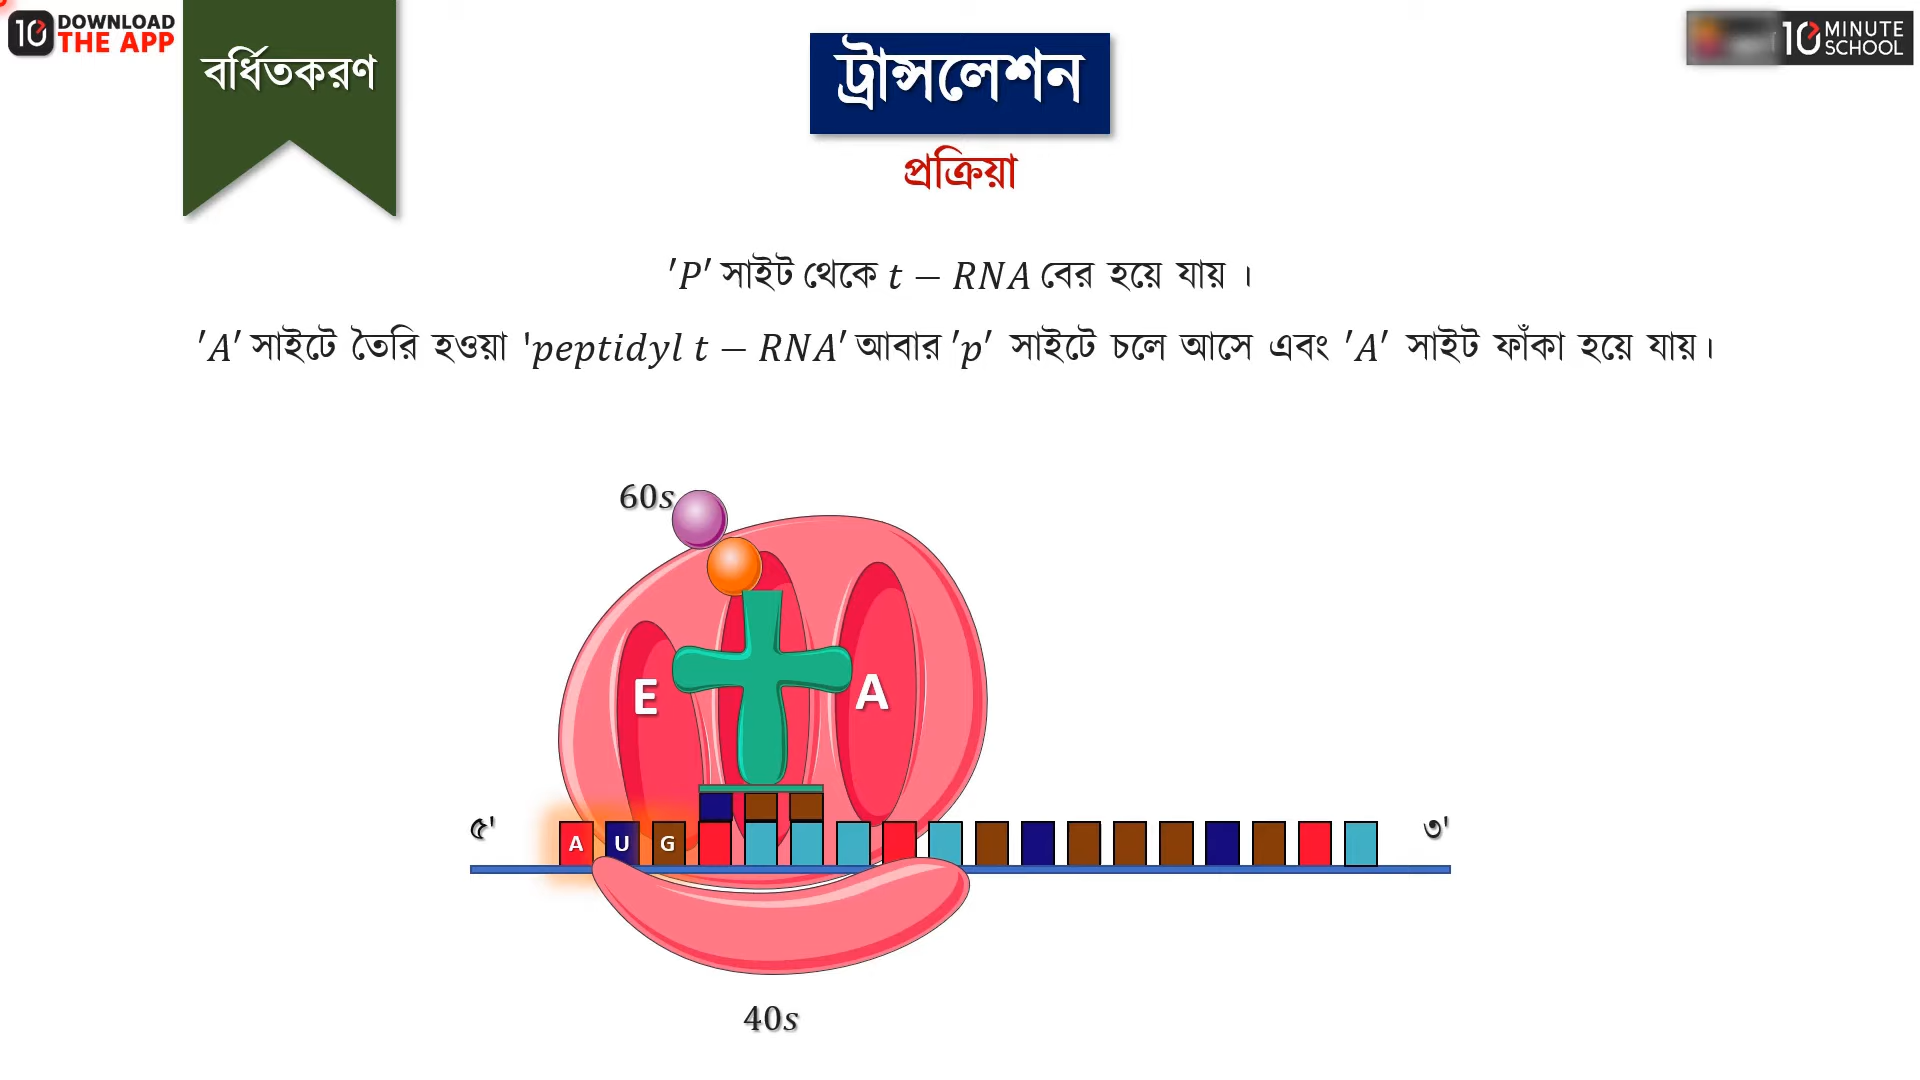 10 DOWNLOAD THE APP
10 MINUTE SCHOOL
বর্ধিতকরণ
ট্রান্সলেশন
প্রক্রিয়া
'P' সাইট থেকে t − RNA বের হয়ে যায় ।
'A' সাইটে তৈরি হওয়া 'peptidyl t − RNA' আবার 'p' সাইটে চলে আসে এবং 'A' সাইট ফাঁকা হয়ে যায়।
60s
E A
৫' ৩'
A U G
40s